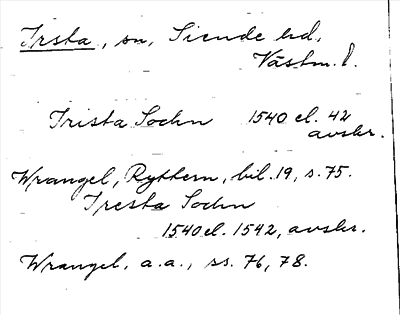 Irsta, sn, Siende hd,
Västm. l.
Irista Sochn 1540 el. 42
avskr.
Wrangel, Ryttern, bil. 19, s. 75.
Iresta Sochn
1540 el. 1542, avskr.
Wrangel, a.a., ss. 76, 78.